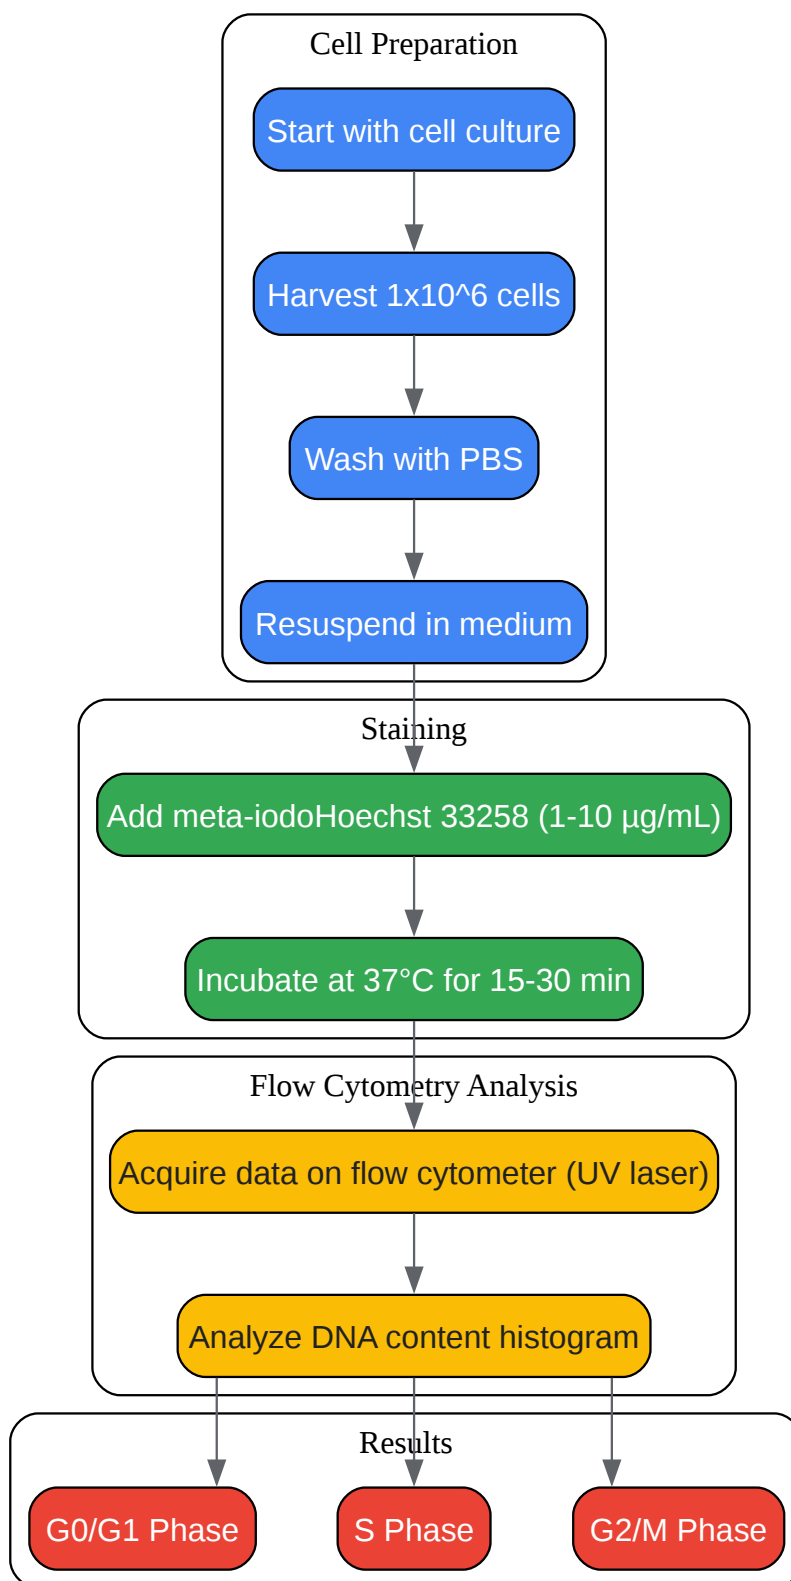 Cell Preparation
Start with cell culture
Harvest 1x10^6 cells
Wash with PBS
Resuspend in medium
Staining
Add meta-iodoHoechst 33258 (1-10 µg/mL)
Incubate at 37°C for 15-30 min
Flow Cytometry Analysis
Acquire data on flow cytometer (UV laser)
Analyze DNA content histogram
Results
G0/G1 Phase
S Phase
G2/M Phase